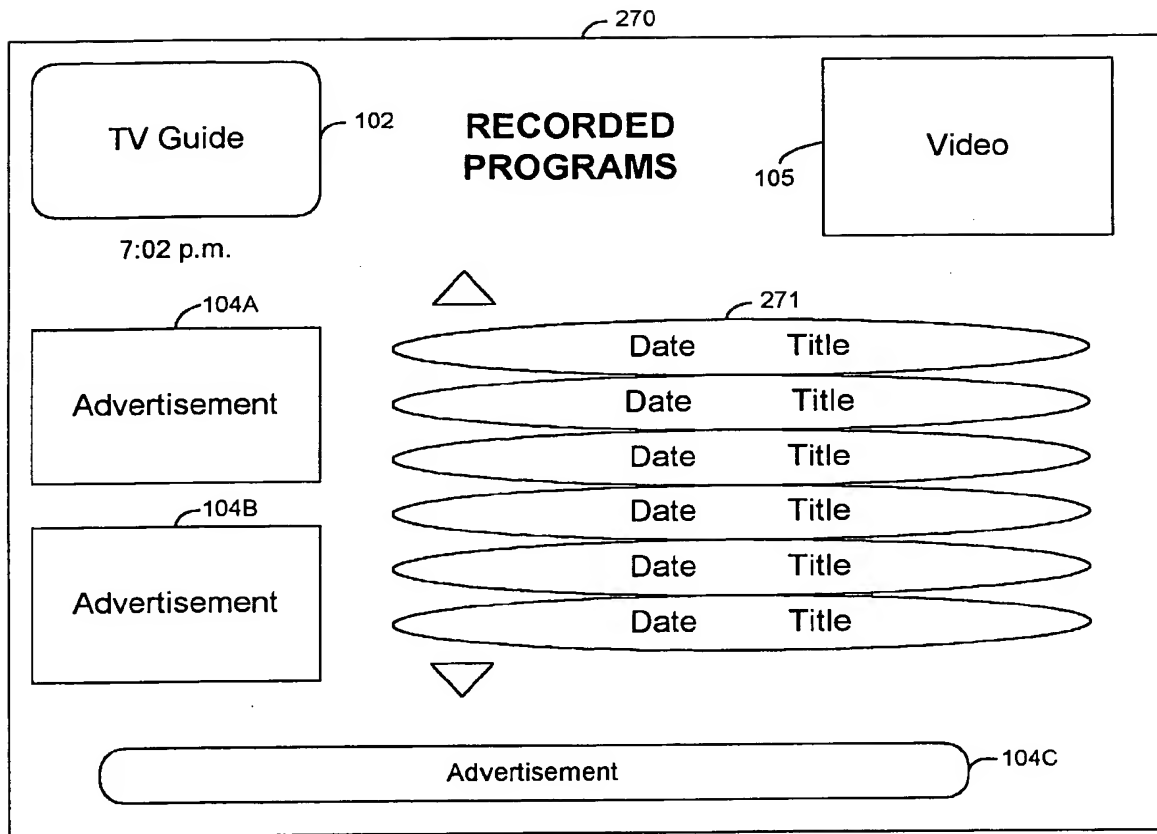 270
TV Guide
102
RECORDED
PROGRAMS
Video
105
7:02 p.m.
104A
Advertisement
271
Date Title
Date Title
Date Title
Date Title
Date Title
Date Title
104B
Advertisement
Advertisement
104C